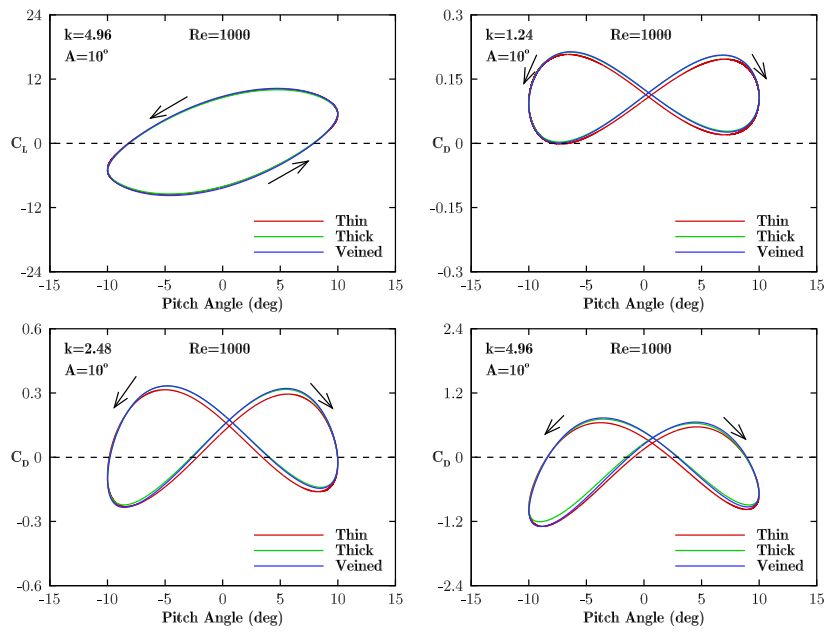 24
k=4.96 Re=1000
A=10°
12
C_L 0
-12
Thin
Thick
Veined
-24
-15 -10 -5 0 5 10 15
Pitch Angle (deg)
0.3
k=1.24 Re=1000
A=10°
0.15
C_D 0
-0.15
Thin
Thick
Veined
-0.3
-15 -10 -5 0 5 10 15
Pitch Angle (deg)
0.6
k=2.48 Re=1000
A=10°
0.3
C_D 0
-0.3
Thin
Thick
Veined
-0.6
-15 -10 -5 0 5 10 15
Pitch Angle (deg)
2.4
k=4.96 Re=1000
A=10°
1.2
C_D 0
-1.2
Thin
Thick
Veined
-2.4
-15 -10 -5 0 5 10 15
Pitch Angle (deg)